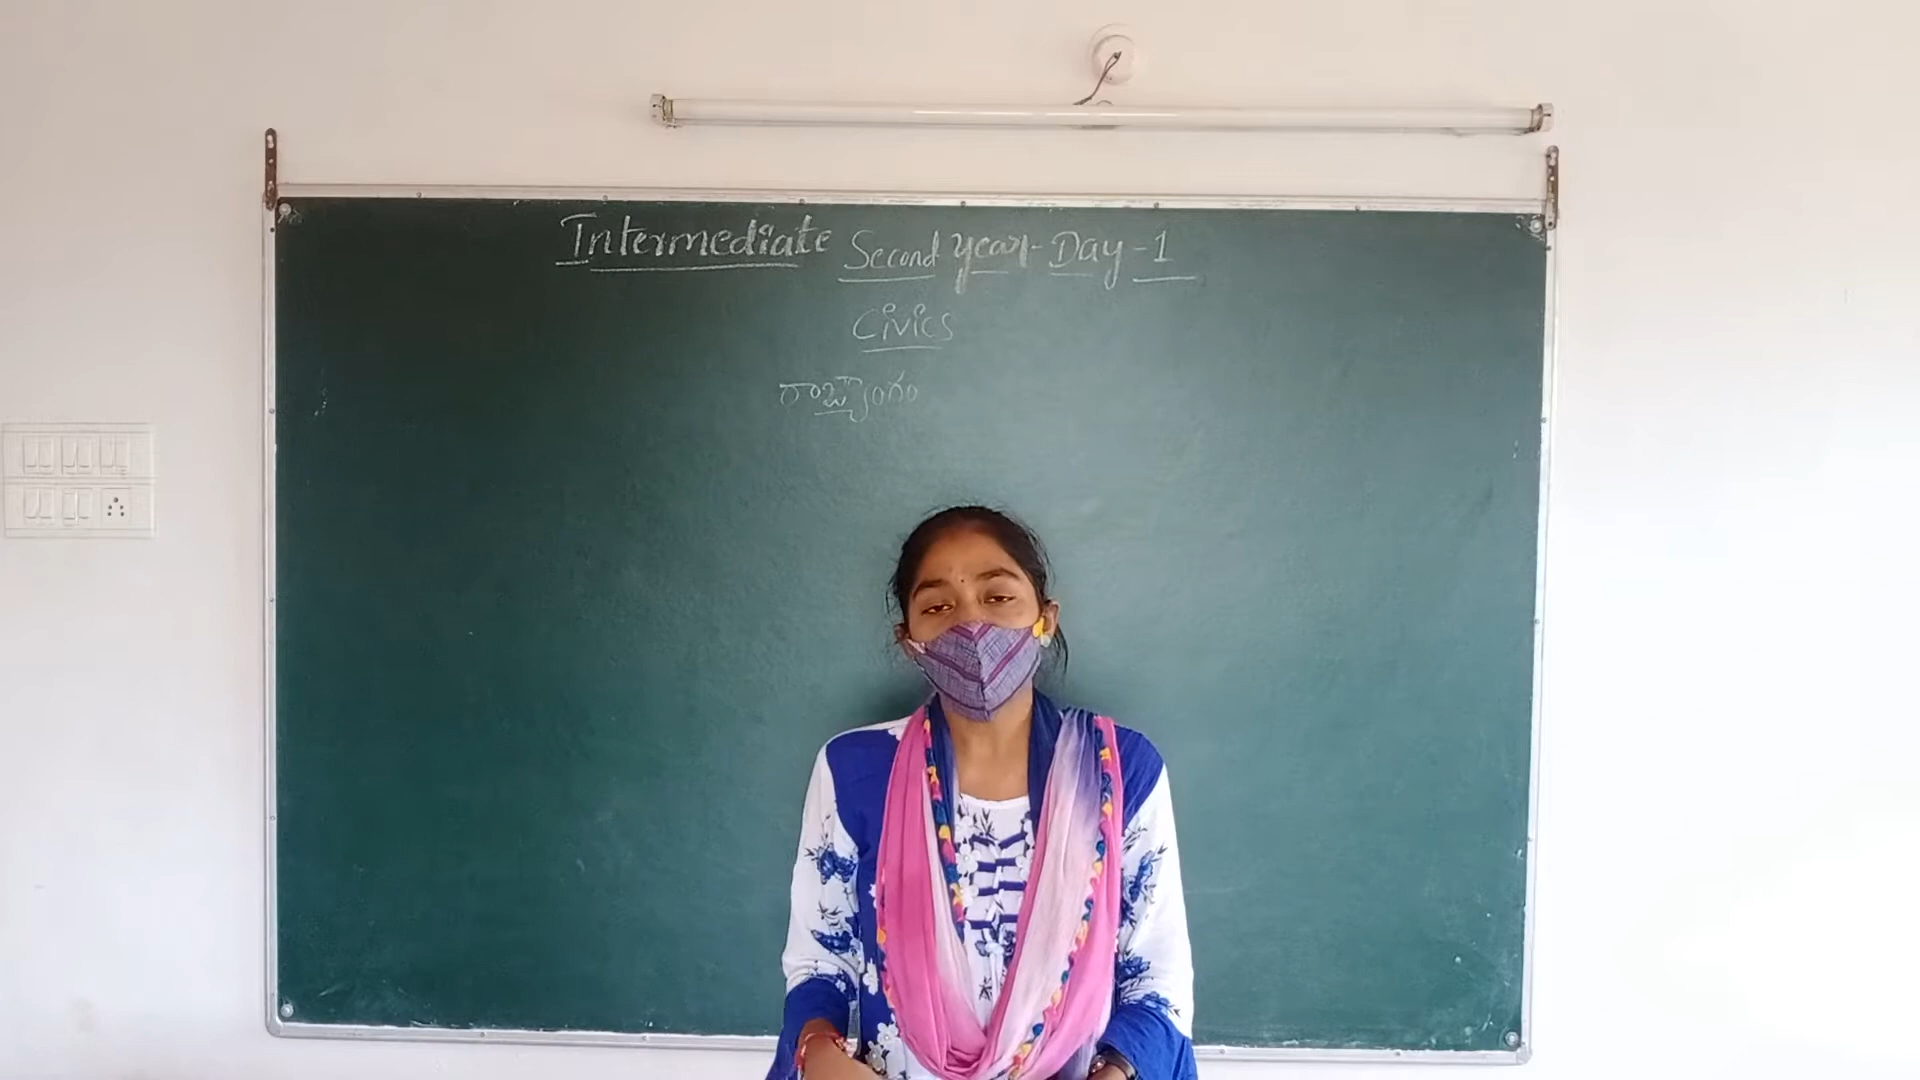 Intermediate Second year - Day - 1
Civics
రాజ్యాంగం